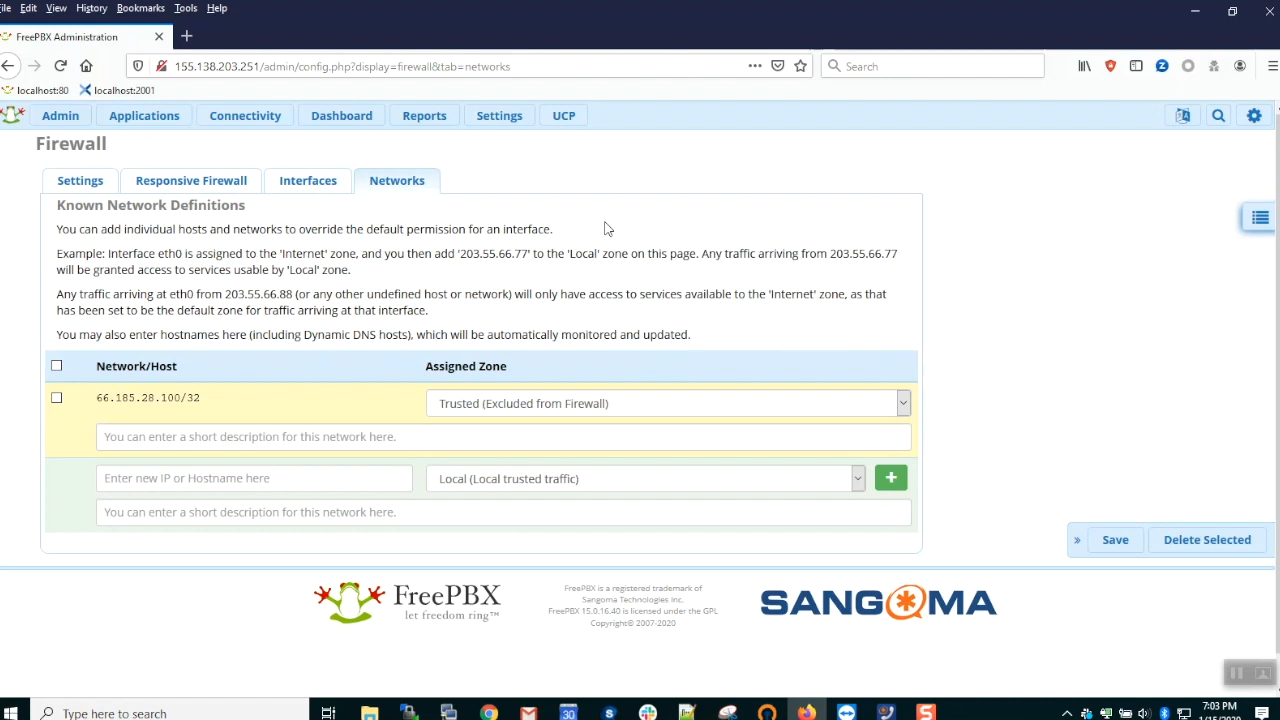 ile Edit View History Bookmarks Tools Help
FreePBX Administration
155.138.203.251/admin/config.php?display=firewall&tab=networks
Search
localhost:80 localhost:2001
Admin Applications Connectivity Dashboard Reports Settings UCP
Firewall
Settings Responsive Firewall Interfaces Networks
Known Network Definitions
You can add individual hosts and networks to override the default permission for an interface.
Example: Interface eth0 is assigned to the 'Internet' zone, and you then add '203.55.66.77' to the 'Local' zone on this page. Any traffic arriving from 203.55.66.77
will be granted access to services usable by 'Local' zone.
Any traffic arriving at eth0 from 203.55.66.88 (or any other undefined host or network) will only have access to services available to the 'Internet' zone, as that
has been set to be the default zone for traffic arriving at that interface.
You may also enter hostnames here (including Dynamic DNS hosts), which will be automatically monitored and updated.
Network/Host Assigned Zone
66.185.28.100/32 Trusted (Excluded from Firewall)
You can enter a short description for this network here.
Enter new IP or Hostname here Local (Local trusted traffic)
You can enter a short description for this network here.
Save Delete Selected
FreePBX
let freedom ring™
FreePBX is a registered trademark of
Sangoma Technologies Inc.
FreePBX 15.0.16.40 is licensed under the GPL
Copyright© 2007-2020
SANGOMA
Type here to search
30
7:03 PM
1/15/2020